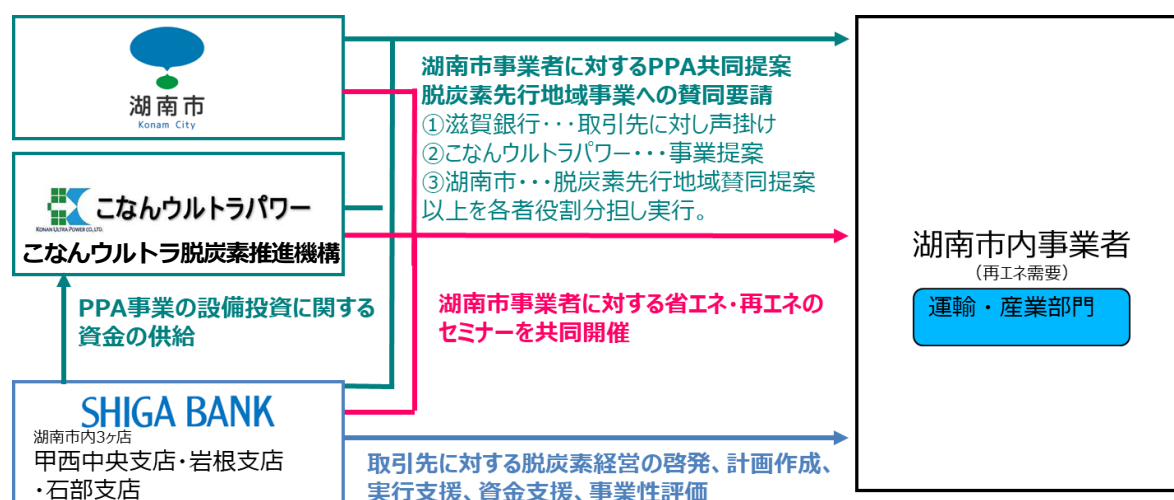 湖南市
Konam City
こなんウルトラパワー
KONAN ULTRA POWER CO.,LTD.
こなんウルトラ脱炭素推進機構
PPA事業の設備投資に関する
資金の供給
SHIGA BANK
湖南市内3ヶ店
甲西中央支店・岩根支店
・石部支店
湖南市事業者に対するPPA共同提案
脱炭素先行地域事業への賛同要請
①滋賀銀行・・・取引先に対し声掛け
②こなんウルトラパワー・・・事業提案
③湖南市・・・脱炭素先行地域賛同提案
以上を各者役割分担し実行。
湖南市事業者に対する省エネ・再エネの
セミナーを共同開催
取引先に対する脱炭素経営の啓発、計画作成、
実行支援、資金支援、事業性評価
湖南市内事業者
（再エネ需要）
運輸・産業部門